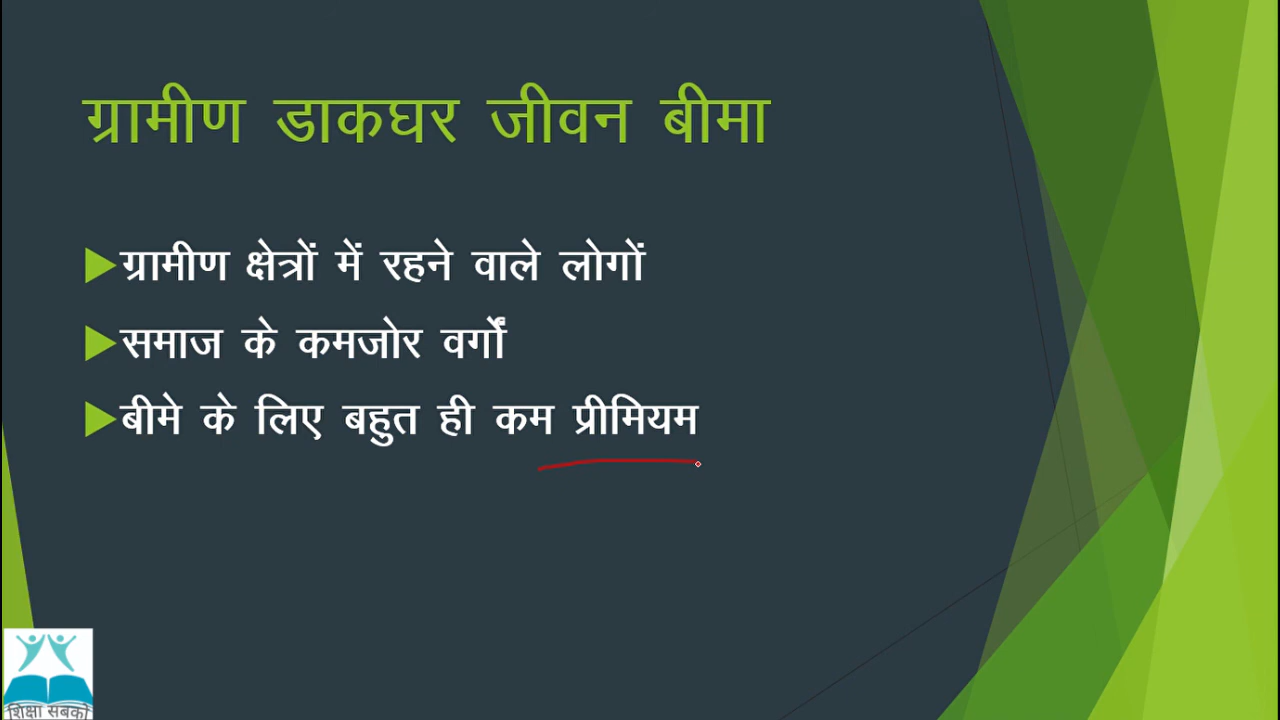 ग्रामीण डाकघर जीवन बीमा
ग्रामीण क्षेत्रों में रहने वाले लोगों
समाज के कमजोर वर्गों
बीमे के लिए बहुत ही कम प्रीमियम
शिक्षा सबको